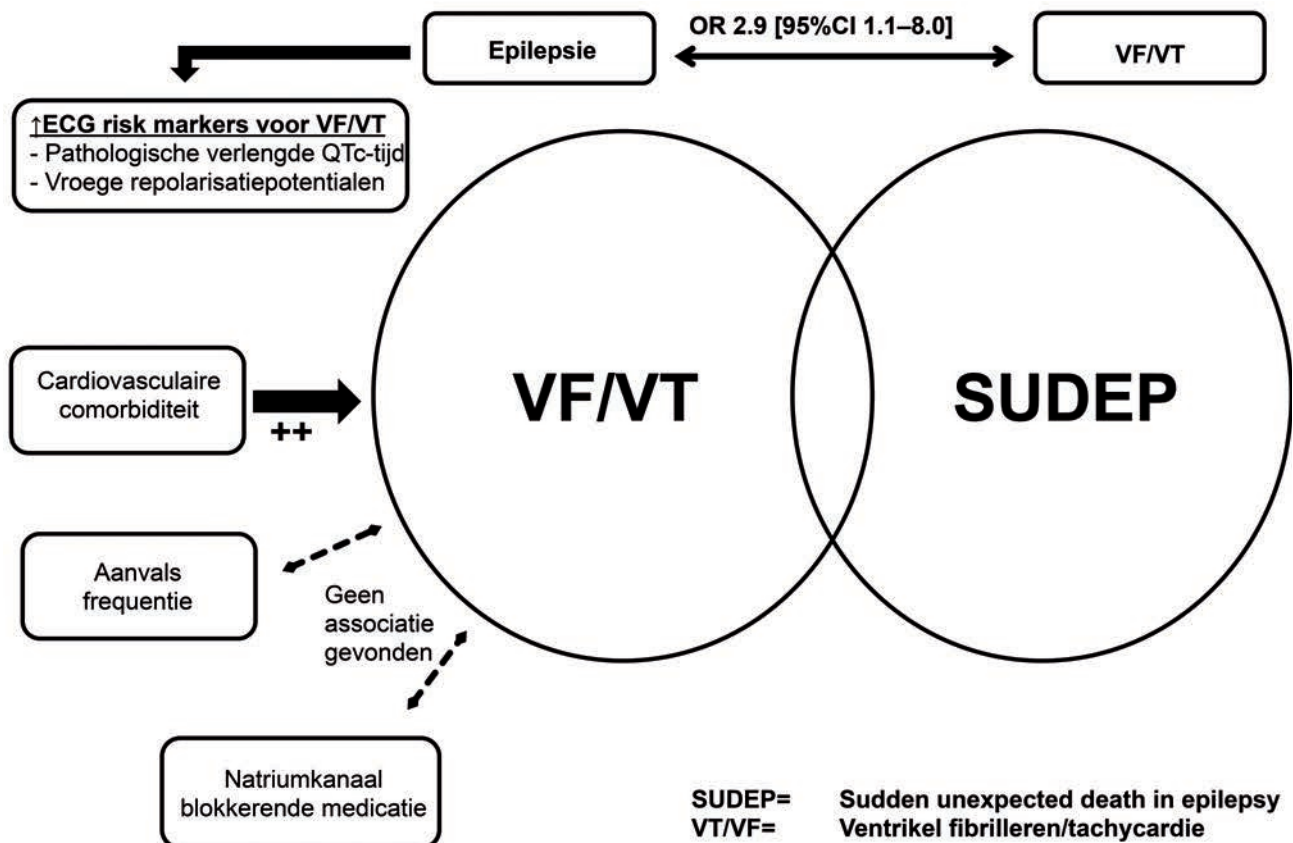 OR 2.9 [95%CI 1.1–8.0]
Epilepsie
VF/VT
↑ECG risk markers voor VF/VT
- Pathologische verlengde QTc-tijd
- Vroege repolarisatiepotentialen
Cardiovasculaire
comorbiditeit
++
VF/VT
SUDEP
Aanvals
frequentie
Geen
associatie
gevonden
Natriumkanaal
blokkerende medicatie
SUDEP= Sudden unexpected death in epilepsy
VT/VF= Ventrikel fibrilleren/tachycardie